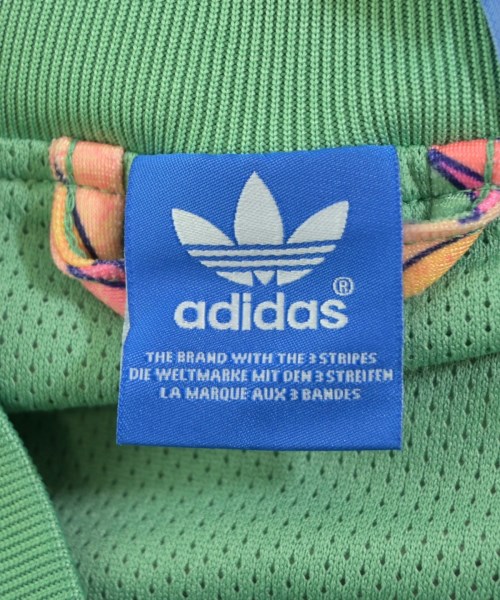 adidas®
THE BRAND WITH THE 3 STRIPES
DIE WELTMARKE MIT DEN 3 STREIFEN
LA MARQUE AUX 3 BANDES